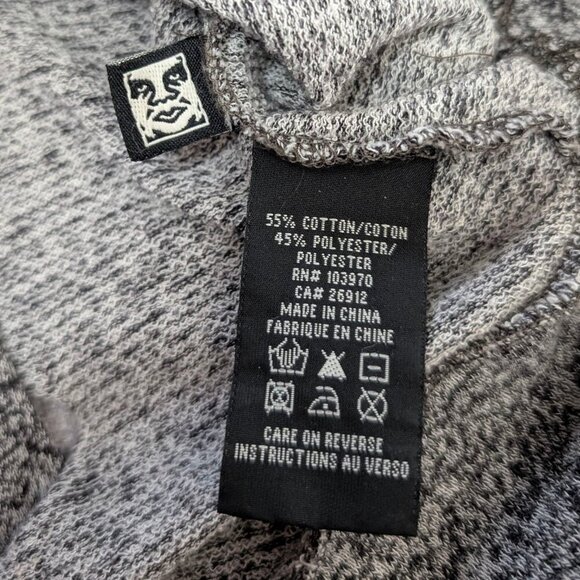 55% COTTON/COTON
45% POLYESTER/
POLYESTER
RN# 103970
CA# 26912
MADE IN CHINA
FABRIQUE EN CHINE
CARE ON REVERSE
INSTRUCTIONS AU VERSO